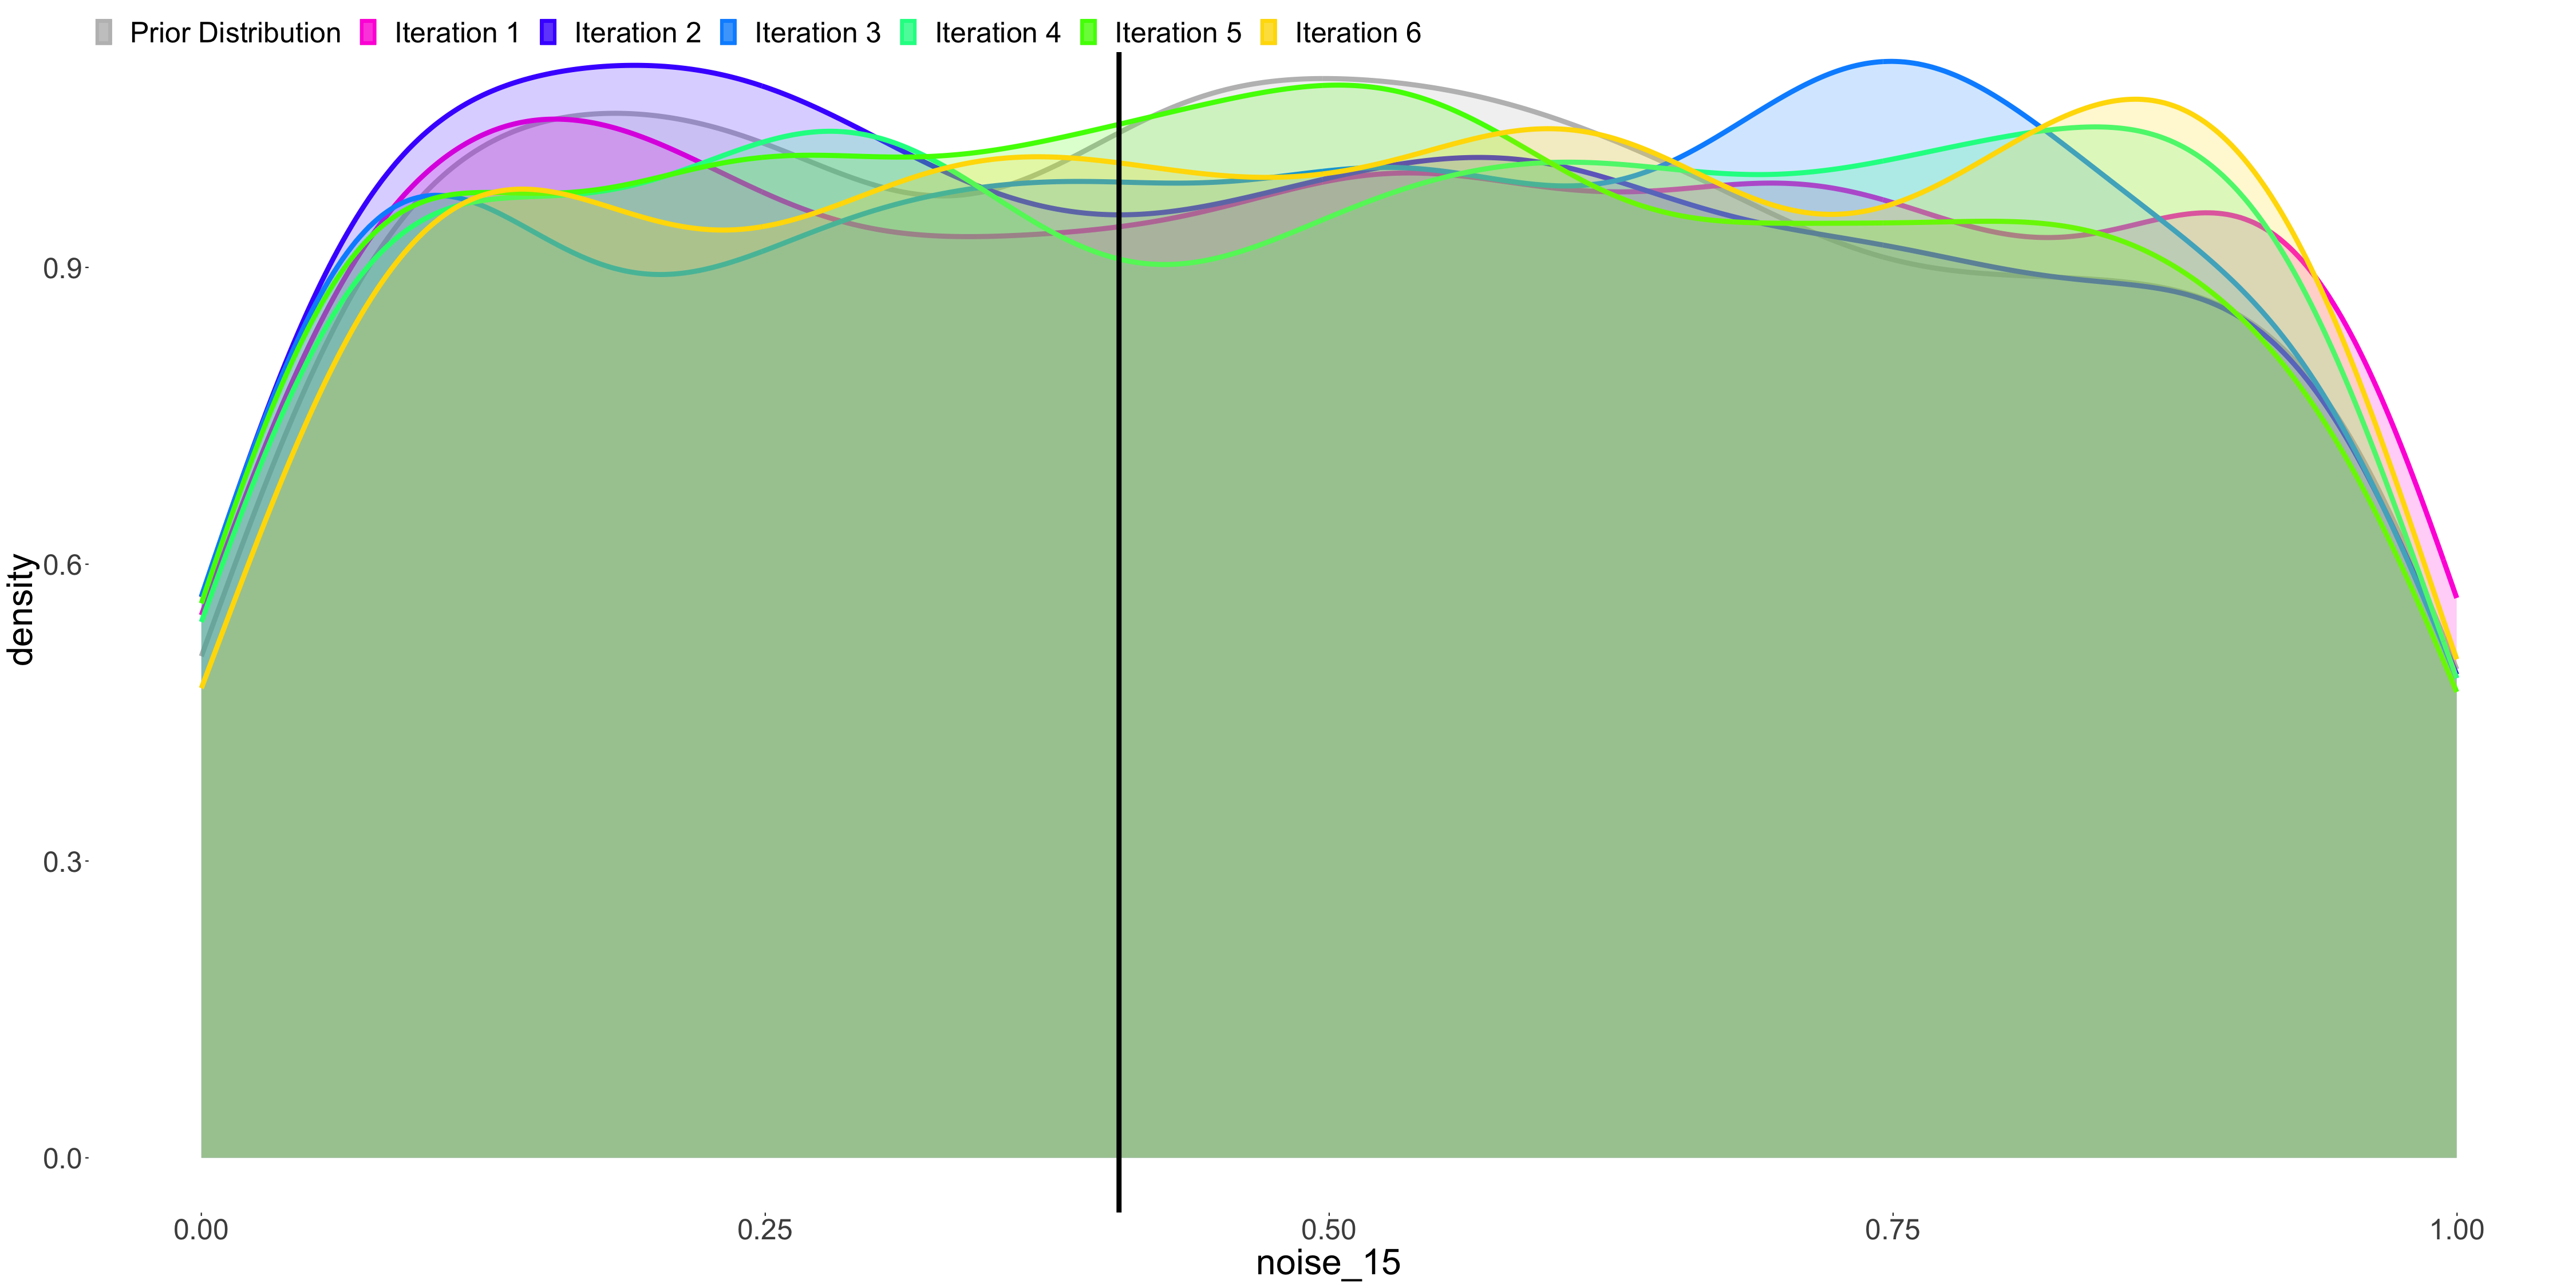 Prior Distribution Iteration 1 Iteration 2 Iteration 3 Iteration 4 Iteration 5 Iteration 6
density
0.9
0.6
0.3
0.0
0.00 0.25 0.50 0.75 1.00
noise_15